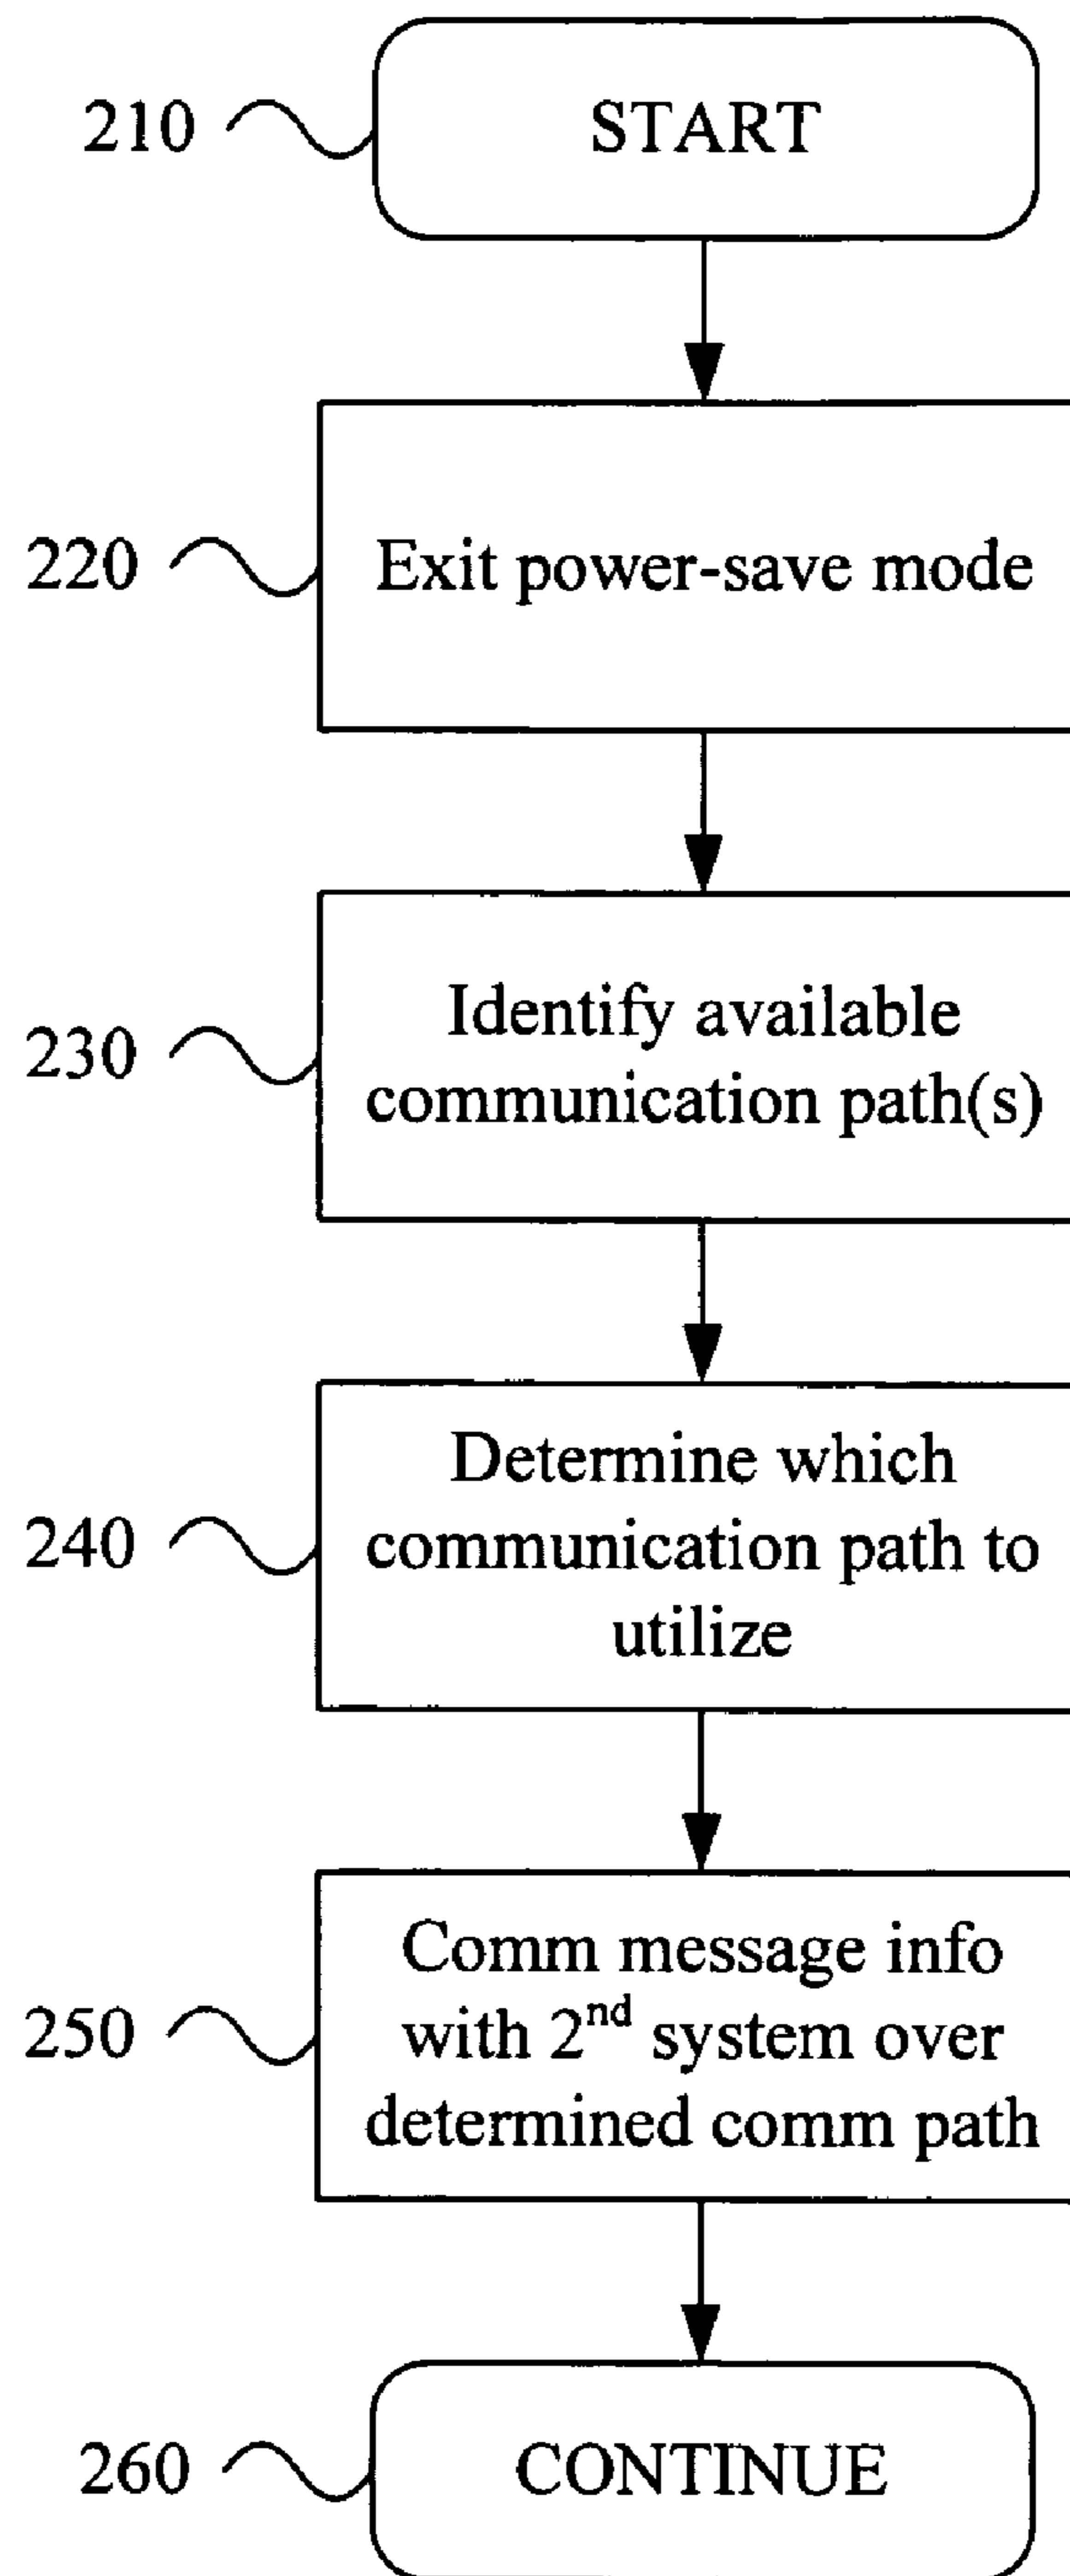 210 START
220 Exit power-save mode
230 Identify available
communication path(s)
240 Determine which
communication path to
utilize
250 Comm message info
with 2nd system over
determined comm path
260 CONTINUE